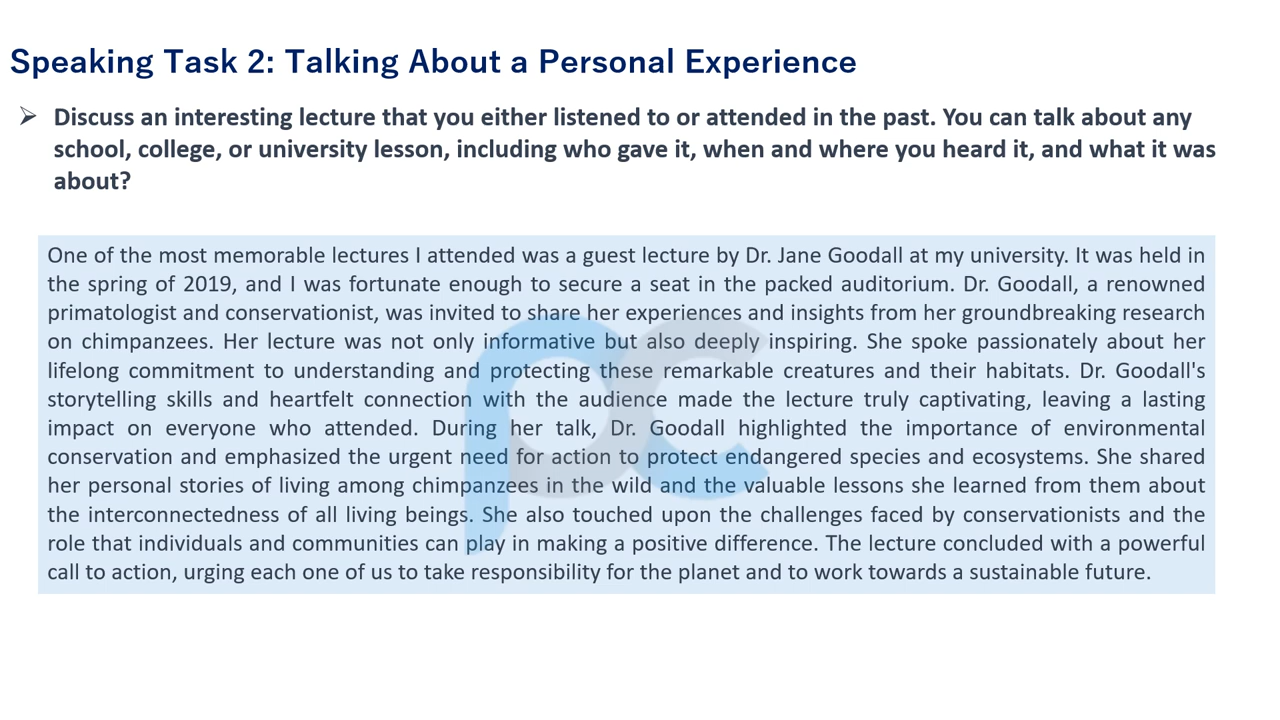 Speaking Task 2: Talking About a Personal Experience
Discuss an interesting lecture that you either listened to or attended in the past. You can talk about any
school, college, or university lesson, including who gave it, when and where you heard it, and what it was
about?
One of the most memorable lectures I attended was a guest lecture by Dr. Jane Goodall at my university. It was held in
the spring of 2019, and I was fortunate enough to secure a seat in the packed auditorium. Dr. Goodall, a renowned
primatologist and conservationist, was invited to share her experiences and insights from her groundbreaking research
on chimpanzees. Her lecture was not only informative but also deeply inspiring. She spoke passionately about her
lifelong commitment to understanding and protecting these remarkable creatures and their habitats. Dr. Goodall's
storytelling skills and heartfelt connection with the audience made the lecture truly captivating, leaving a lasting
impact on everyone who attended. During her talk, Dr. Goodall highlighted the importance of environmental
conservation and emphasized the urgent need for action to protect endangered species and ecosystems. She shared
her personal stories of living among chimpanzees in the wild and the valuable lessons she learned from them about
the interconnectedness of all living beings. She also touched upon the challenges faced by conservationists and the
role that individuals and communities can play in making a positive difference. The lecture concluded with a powerful
call to action, urging each one of us to take responsibility for the planet and to work towards a sustainable future.